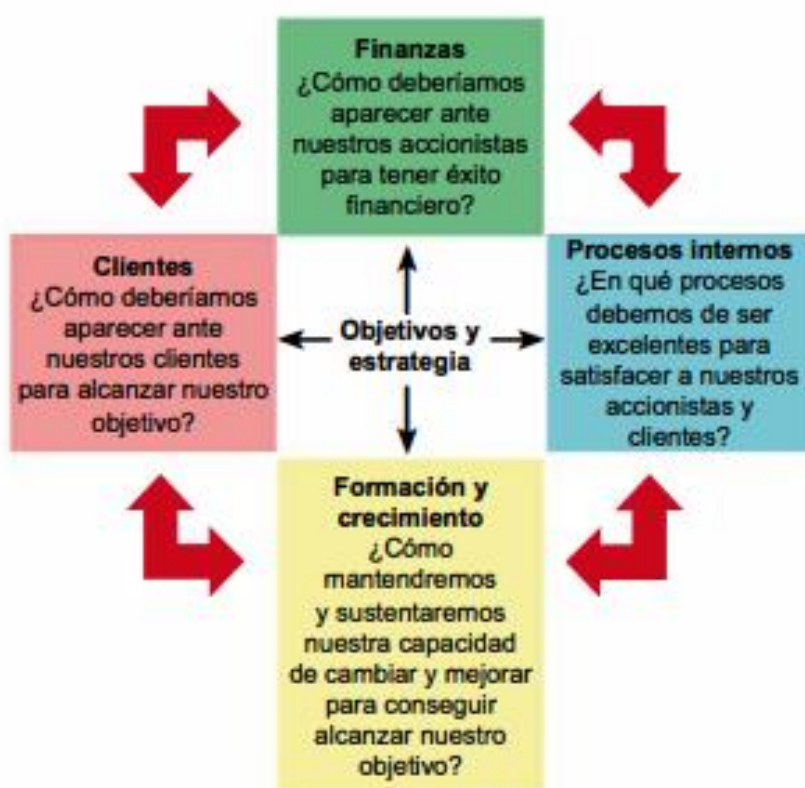 Finanzas
¿Cómo deberíamos
aparecer ante
nuestros accionistas
para tener éxito
financiero?
Clientes
¿Cómo deberíamos
aparecer ante
nuestros clientes
para alcanzar nuestro
objetivo?
Objetivos y
estrategia
Procesos internos
¿En qué procesos
debemos de ser
excelentes para
satisfacer a nuestros
accionistas y
clientes?
Formación y
crecimiento
¿Cómo
mantendremos
y sustentaremos
nuestra capacidad
de cambiar y mejorar
para conseguir
alcanzar nuestro
objetivo?